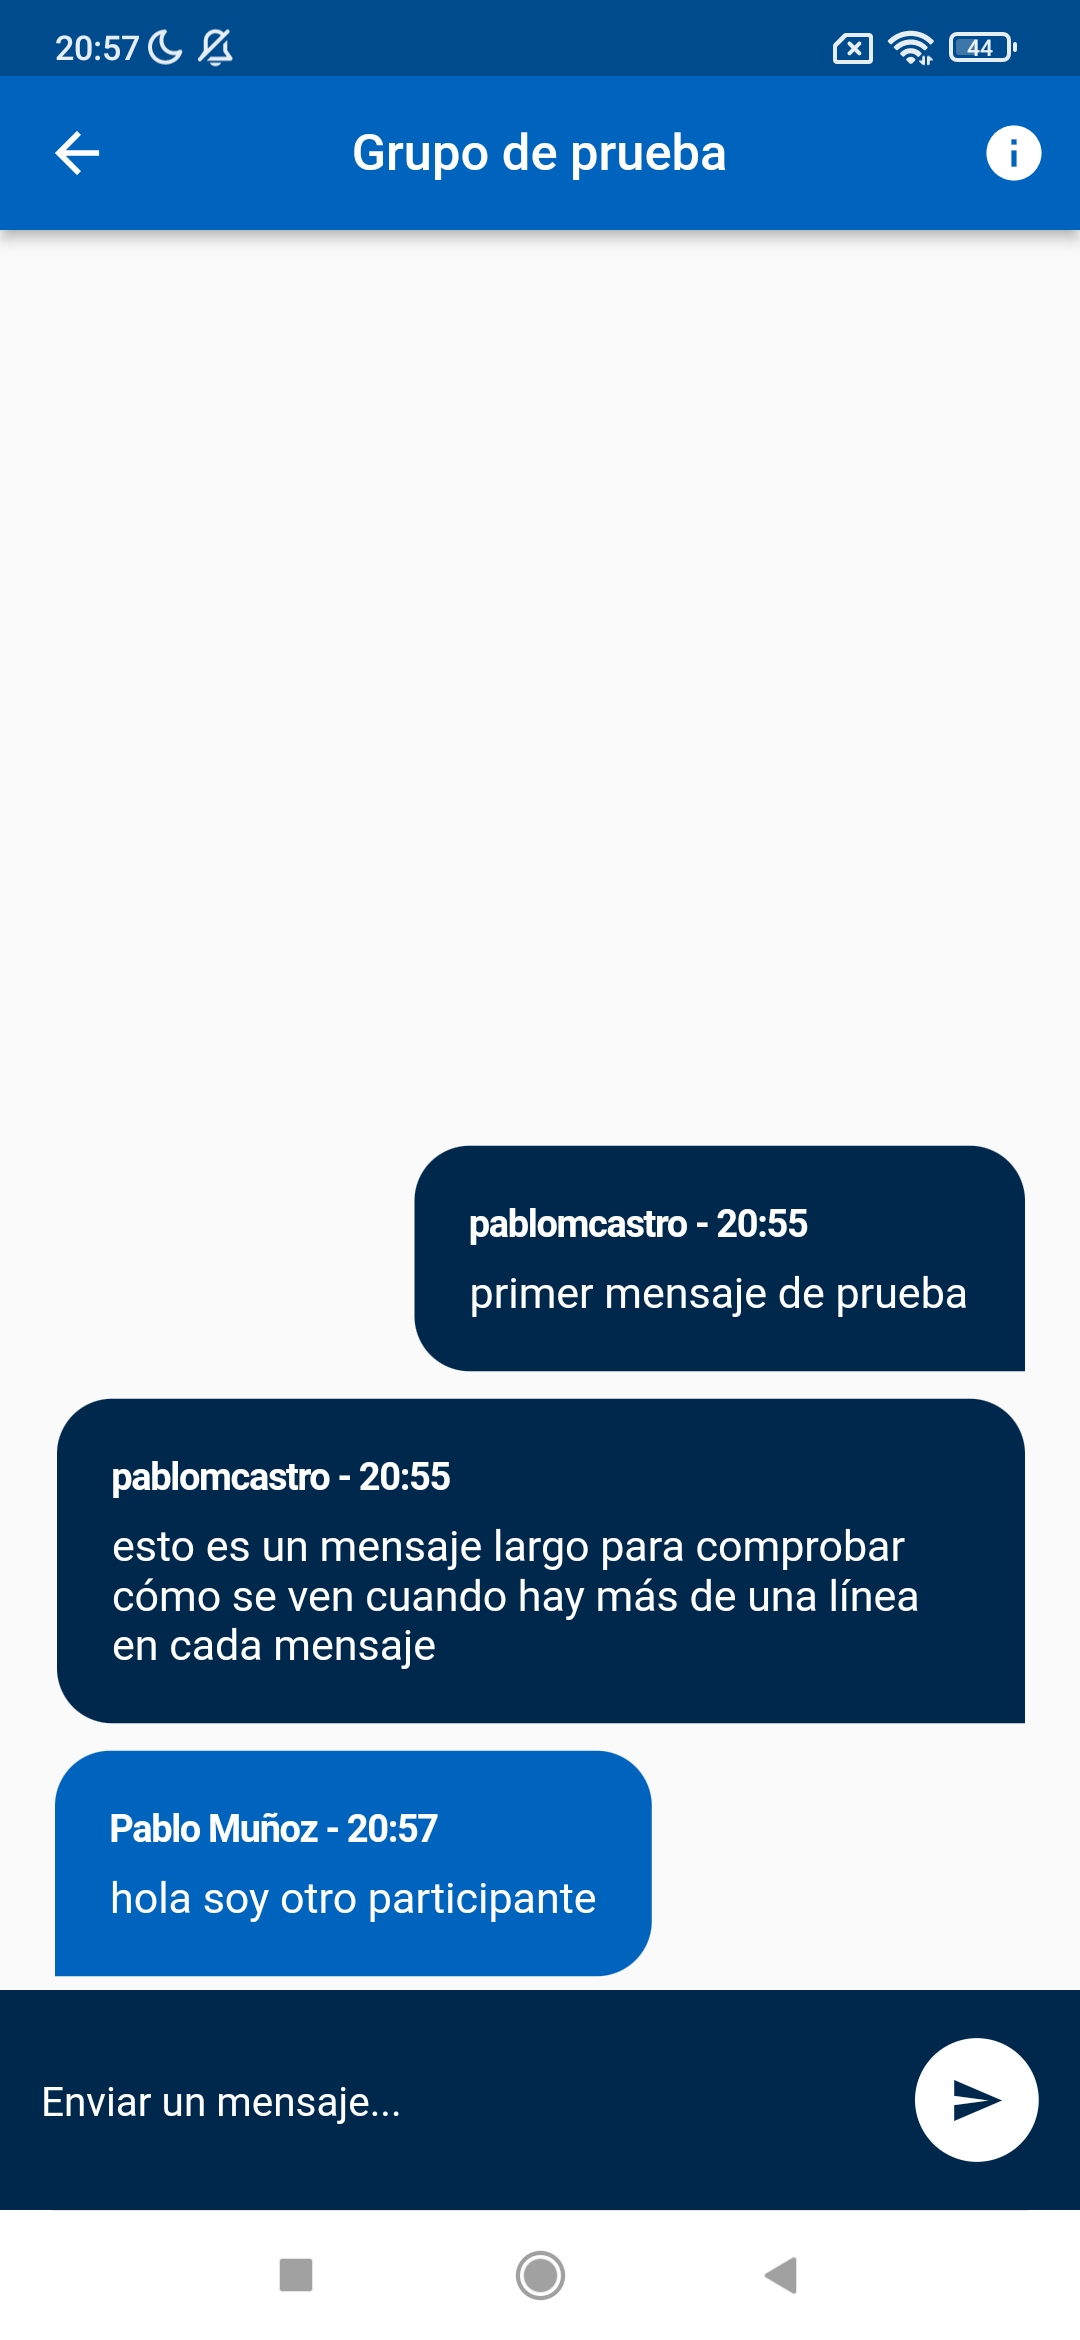 20:57
44
Grupo de prueba
pablomcastro - 20:55
primer mensaje de prueba
pablomcastro - 20:55
esto es un mensaje largo para comprobar
cómo se ven cuando hay más de una línea
en cada mensaje
Pablo Muñoz - 20:57
hola soy otro participante
Enviar un mensaje...